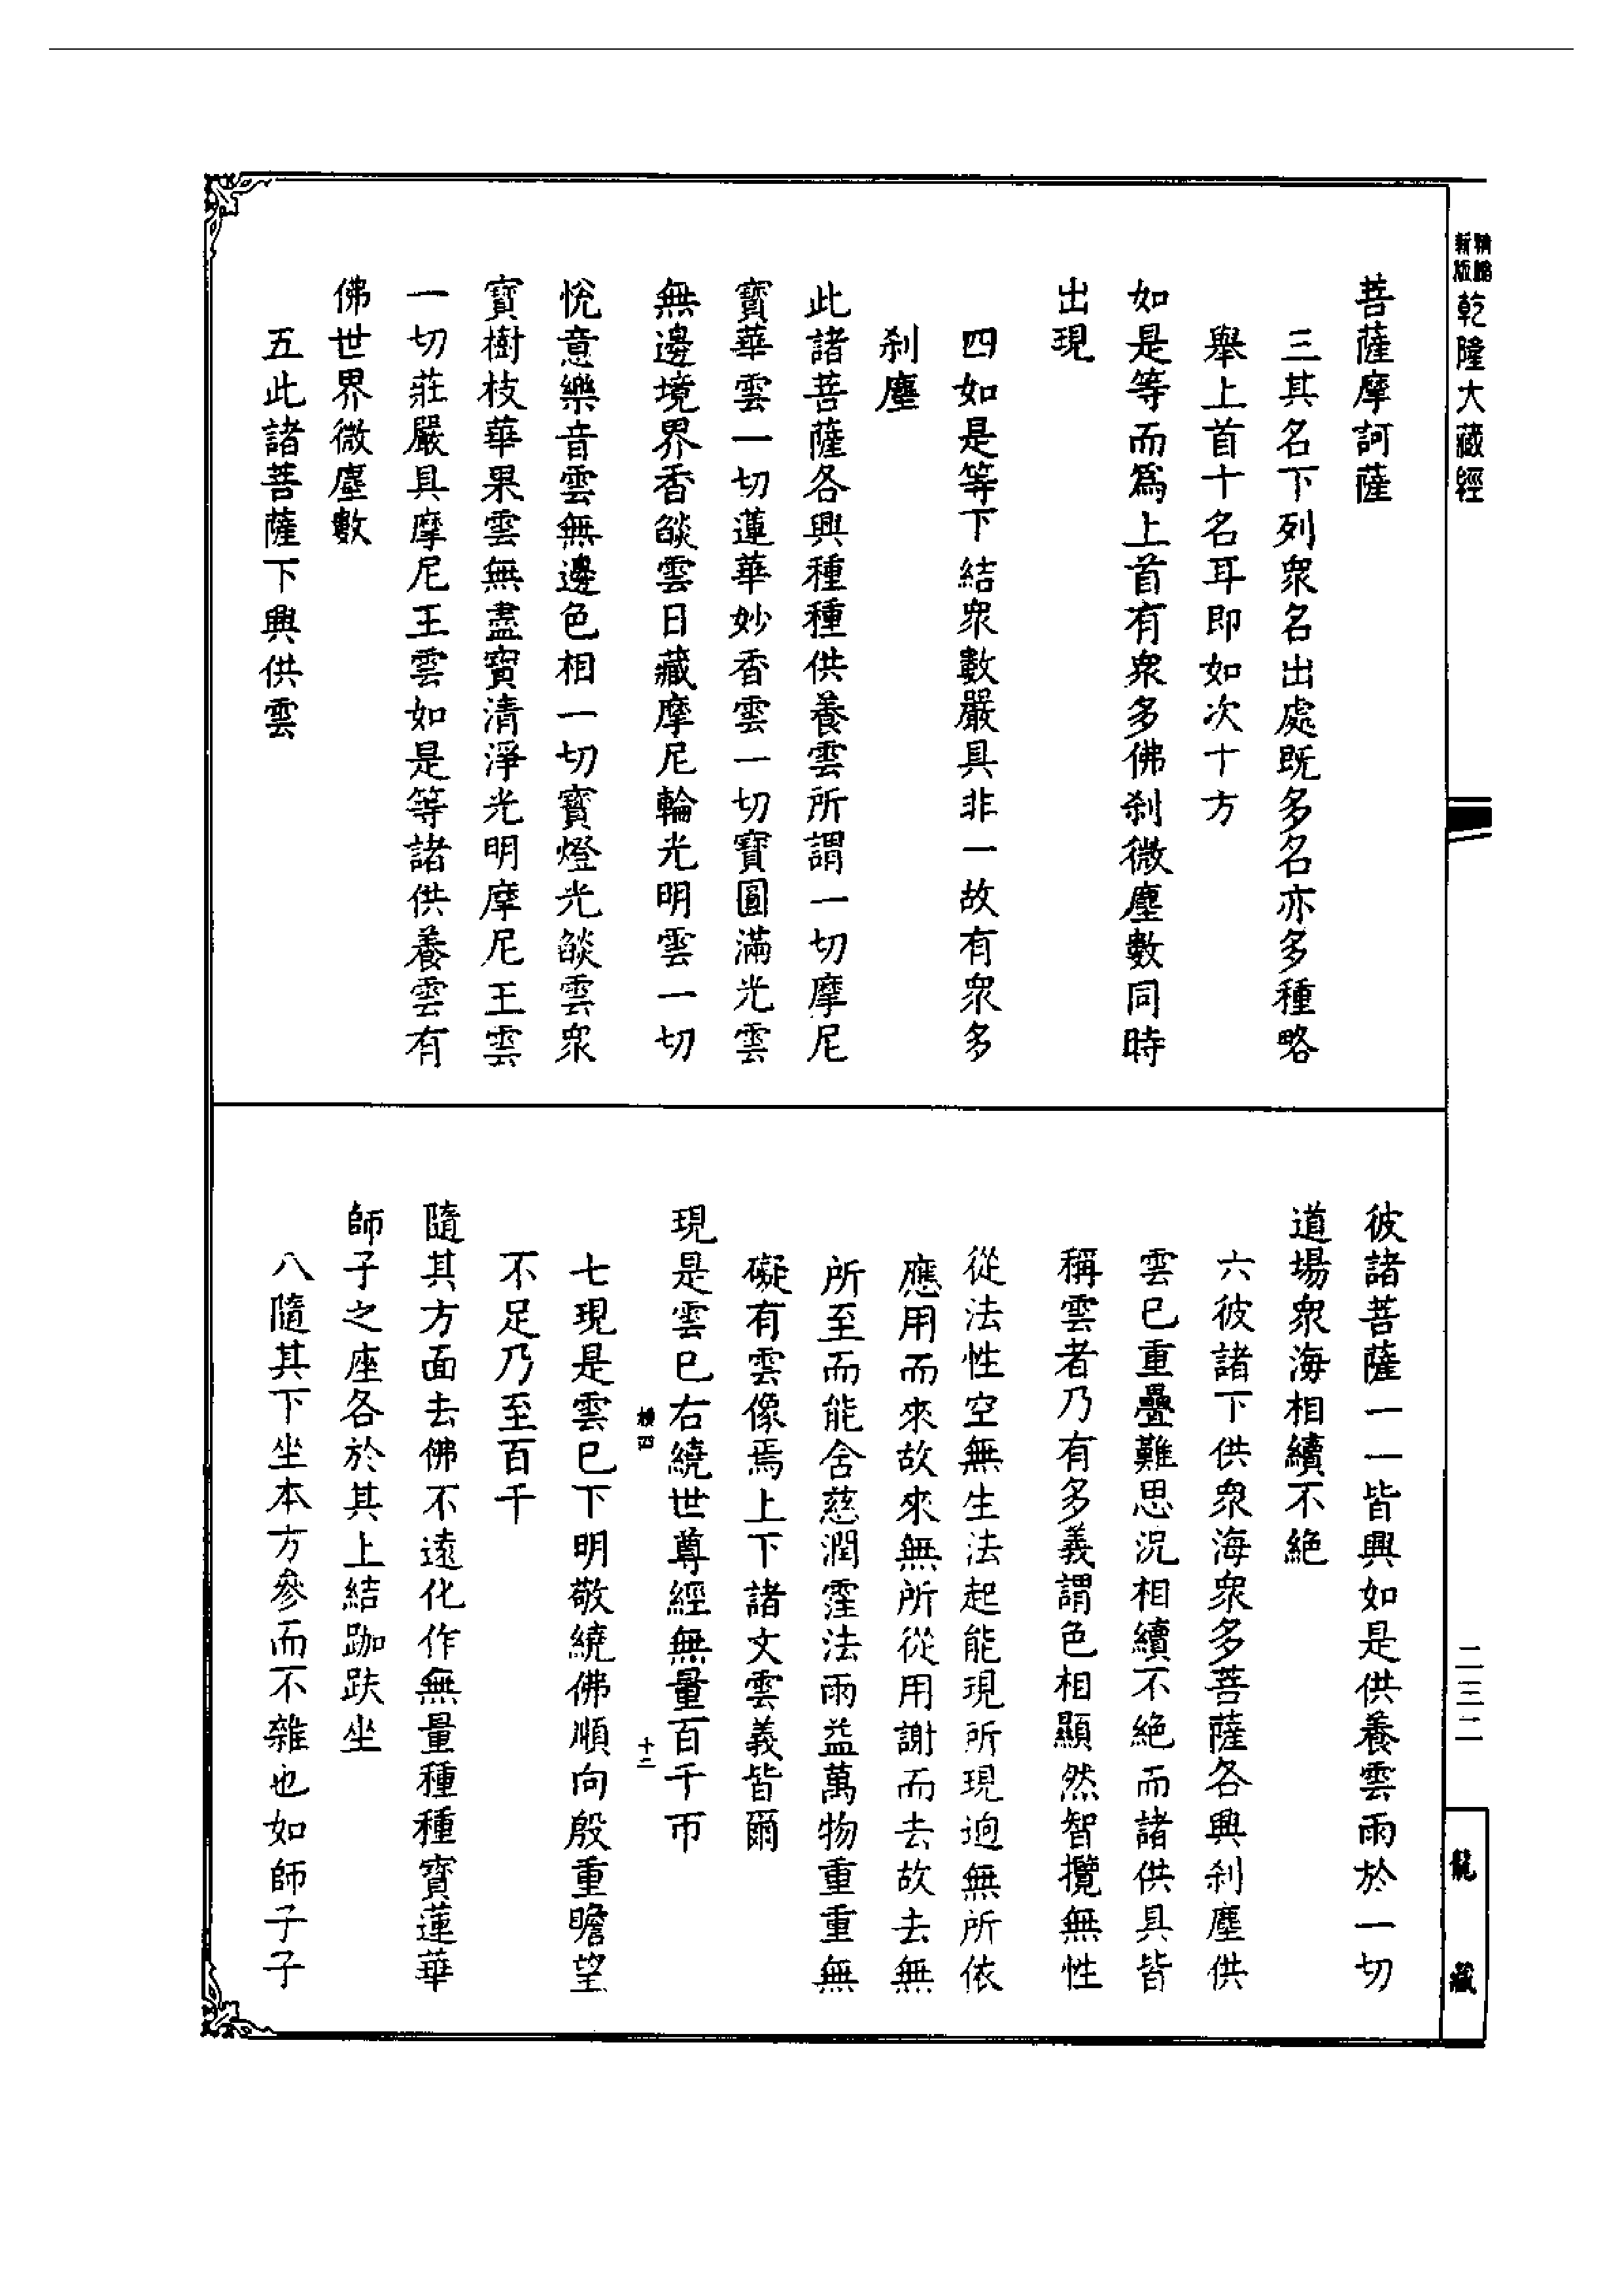 精縮
新版
乾隆大藏經
菩薩摩訶薩
三其名下列衆名出處既多名亦多種略
舉上首十名耳即如次十方
如是等而爲上首有衆多佛刹微塵數同時
出現
四如是等下結衆數嚴具非一故有衆多
刹塵
此諸菩薩各興種種供養雲所謂一切摩尼
寶華雲一切蓮華妙香雲一切寶圓滿光雲
無邊境界香燄雲日藏摩尼輪光明雲一切
悅意樂音雲無邊色相一切寶燈光燄雲衆
寶樹枝華果雲無盡寶清淨光明摩尼王雲
一切莊嚴具摩尼王雲如是等諸供養雲有
佛世界微塵數
五此諸菩薩下興供雲
二三二
龍藏
彼諸菩薩一一皆興如是供養雲雨於一切
道場衆海相續不絶
六彼諸下供衆海衆多菩薩各興刹塵供
雲已重疊難思況相續不絶而諸供具皆
稱雲者乃有多義謂色相顯然智攬無性
從法性空無生法起能現所現逈無所依
應用而來故來無所從用謝而去故去無
所至而能含慈潤霔法雨益萬物重重無
礙有雲像焉上下諸文雲義皆爾
現是雲已右繞世尊經無量百千帀
十二
七現是雲已下明敬繞佛順向殷重瞻望
不足乃至百千
隨其方面去佛不遠化作無量種種寶蓮華
師子之座各於其上結跏趺坐
八隨其下坐本方參而不雜也如師子子